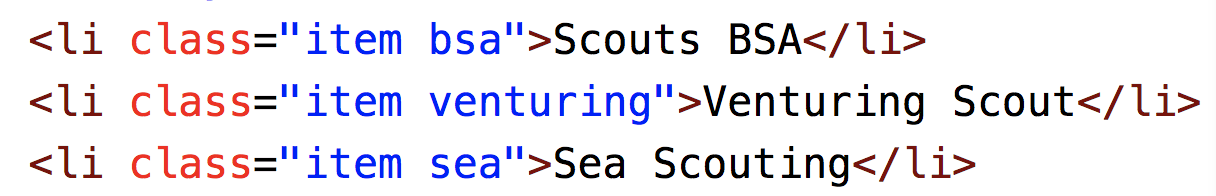 <li class="item bsa">Scouts BSA</li>
<li class="item venturing">Venturing Scout</li>
<li class="item sea">Sea Scouting</li>